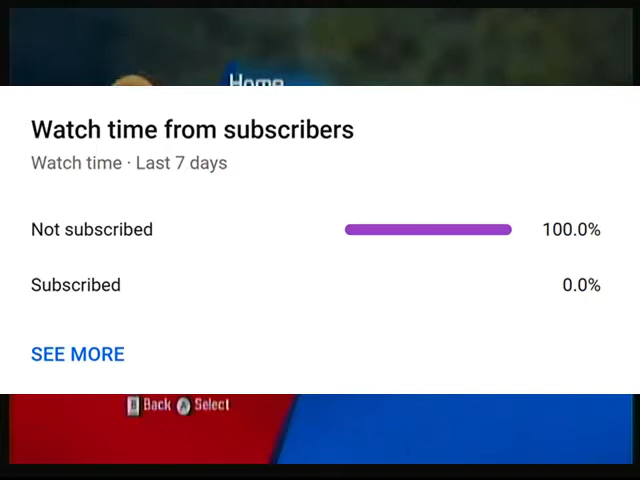 Home
Watch time from subscribers
Watch time · Last 7 days
Not subscribed 100.0%
Subscribed 0.0%
SEE MORE
B Back A Select